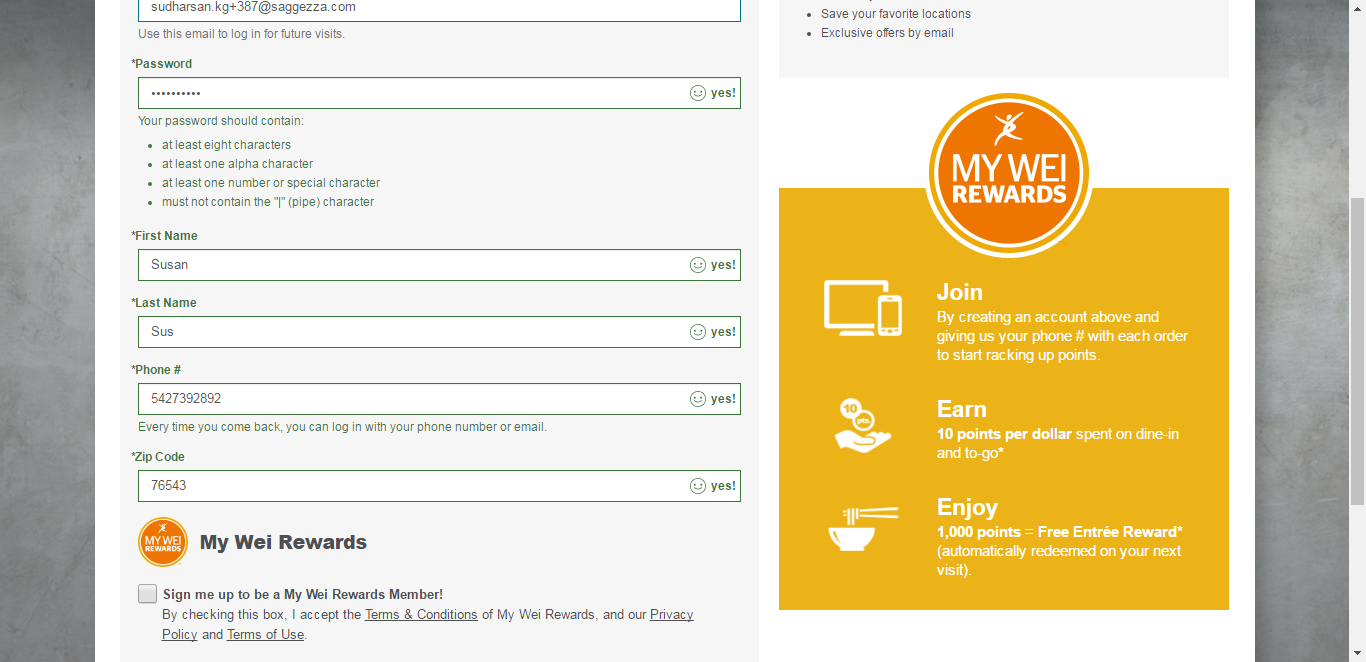 sudharsan.kg+387@saggezza.com
Use this email to log in for future visits.
*Password
•••••••••• yes!
Your password should contain:
• at least eight characters
• at least one alpha character
• at least one number or special character
• must not contain the "|" (pipe) character
*First Name
Susan yes!
*Last Name
Sus yes!
*Phone #
5427392892 yes!
Every time you come back, you can log in with your phone number or email.
*Zip Code
76543 yes!
MY WEI
REWARDS
My Wei Rewards
Sign me up to be a My Wei Rewards Member!
By checking this box, I accept the Terms & Conditions of My Wei Rewards, and our Privacy
Policy and Terms of Use.
• Save your favorite locations
• Exclusive offers by email
MY WEI
REWARDS
Join
By creating an account above and
giving us your phone # with each order
to start racking up points.
10
pts.
Earn
10 points per dollar spent on dine-in
and to-go*
Enjoy
1,000 points = Free Entrée Reward*
(automatically redeemed on your next
visit).